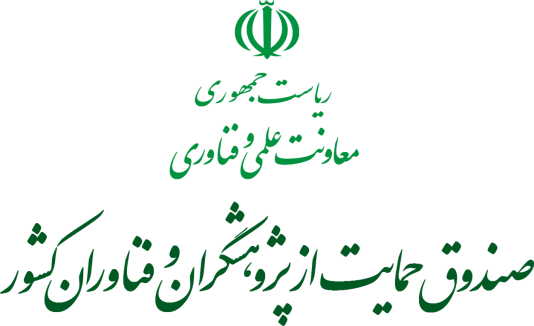 ریاست جمهوری
معاونت علمی و فناوری
صندوق حمایت از پژوهشگران و فناوران کشور